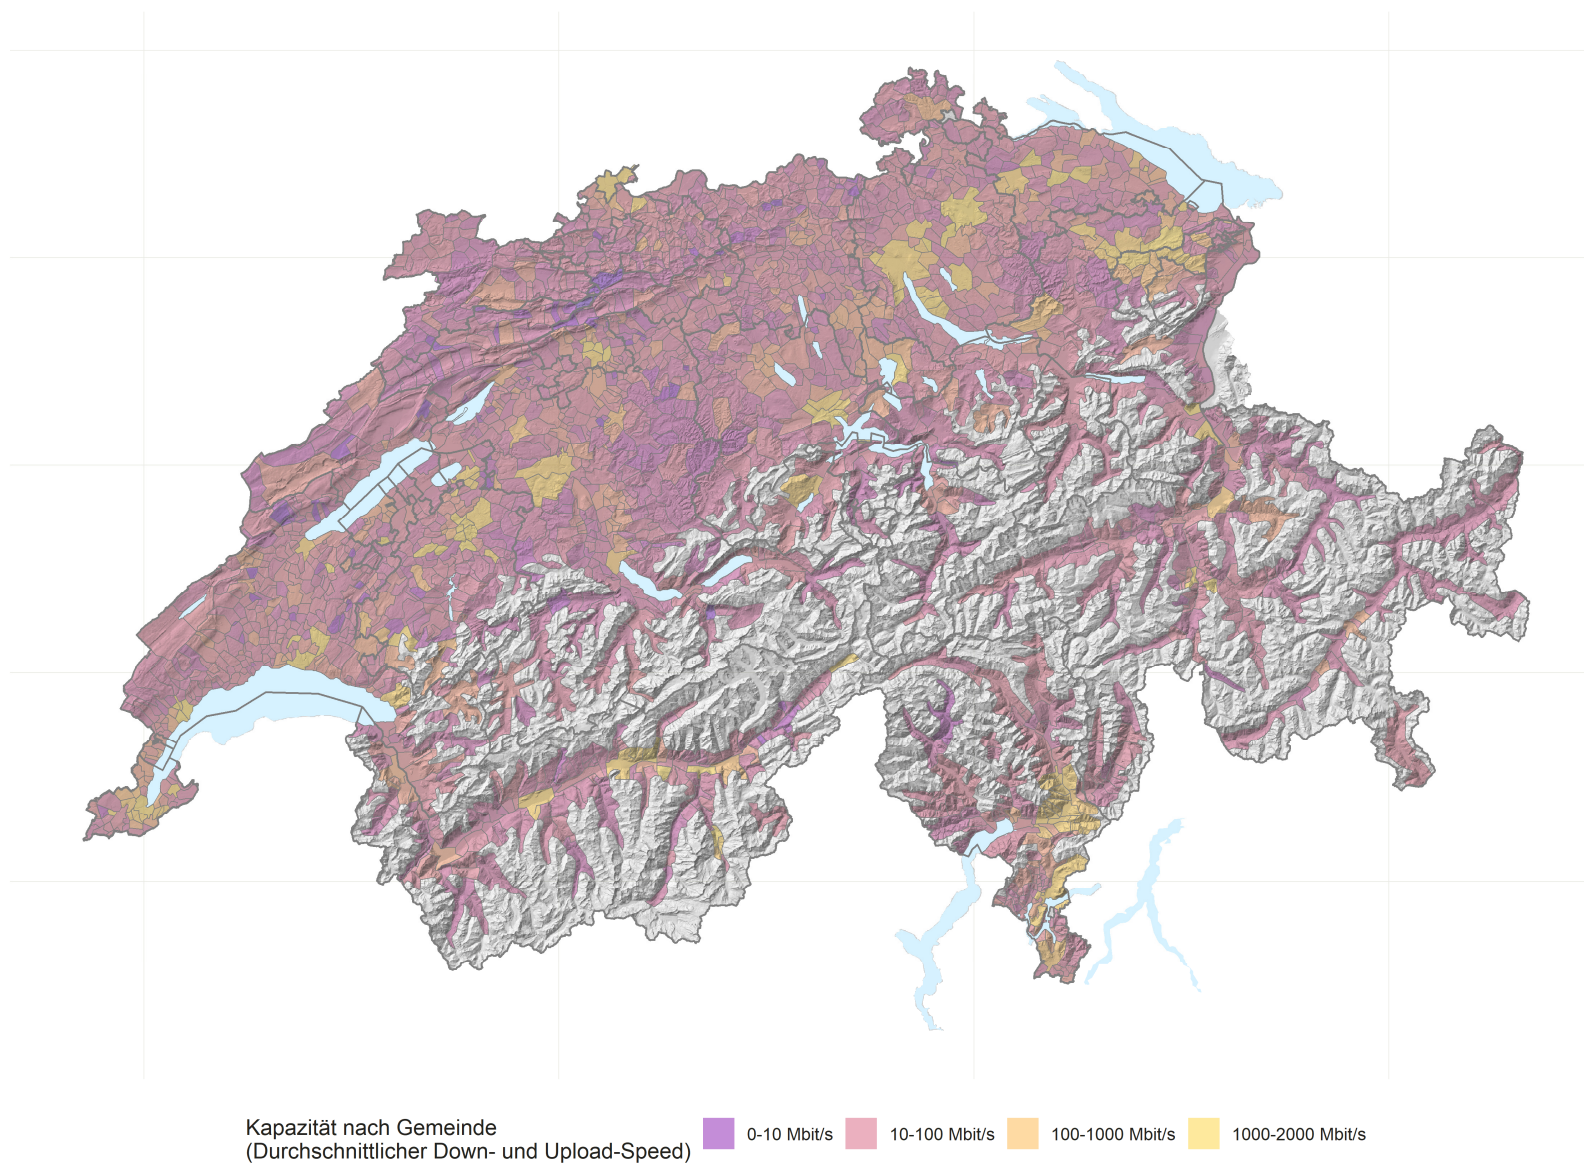 Kapazität nach Gemeinde
(Durchschnittlicher Down- und Upload-Speed)
0-10 Mbit/s
10-100 Mbit/s
100-1000 Mbit/s
1000-2000 Mbit/s